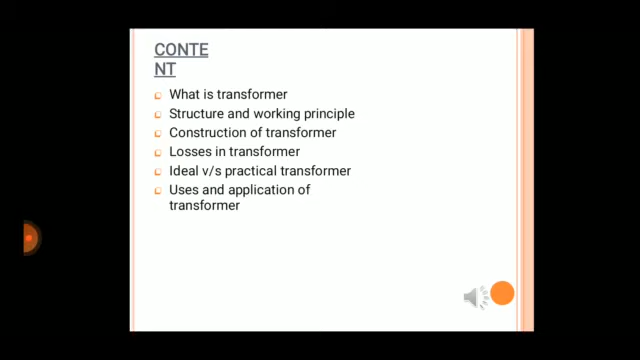 CONTE
NT
What is transformer
Structure and working principle
Construction of transformer
Losses in transformer
Ideal v/s practical transformer
Uses and application of
transformer